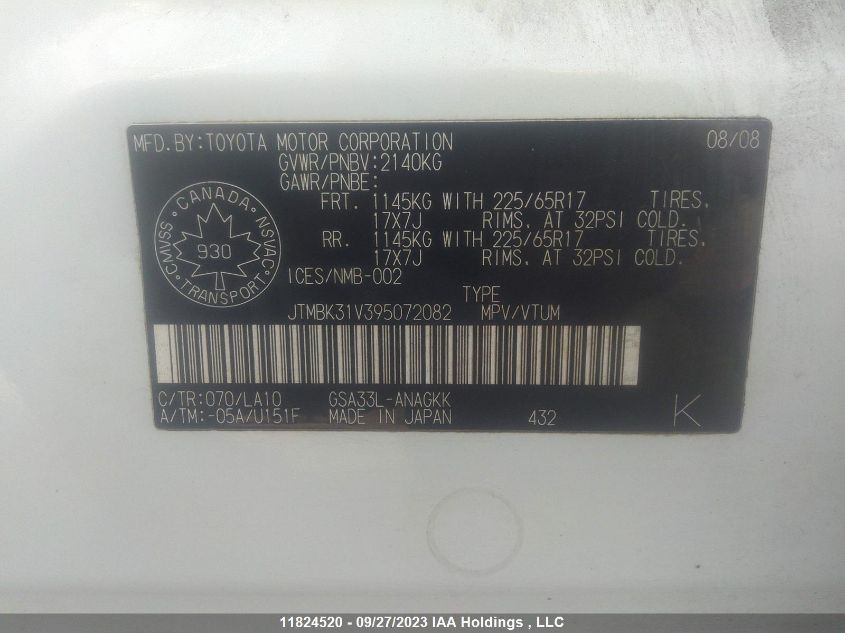 MFD.BY:TOYOTA MOTOR CORPORATION 08/08
GVWR/PNBV:2140KG
GAWR/PNBE:
FRT. 1145KG WITH 225/65R17 TIRES,
17X7J RIMS, AT 32PSI COLD.
RR. 1145KG WITH 225/65R17 TIRES,
17X7J RIMS, AT 32PSI COLD.
CANADA
CMVSS NSVAC
930
TRANSPORT
ICES/NMB-002
TYPE
JTMBK31V395072082 MPV/VTUM
C/TR:070/LA10 GSA33L-ANAGKK
A/TM:-05A/U151F MADE IN JAPAN 432 K
11824520 - 09/27/2023 IAA Holdings , LLC